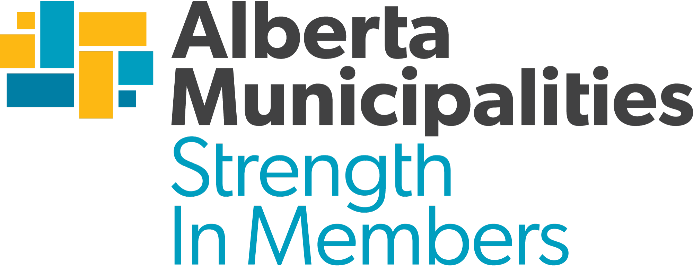 Alberta
Municipalities
Strength
In Members